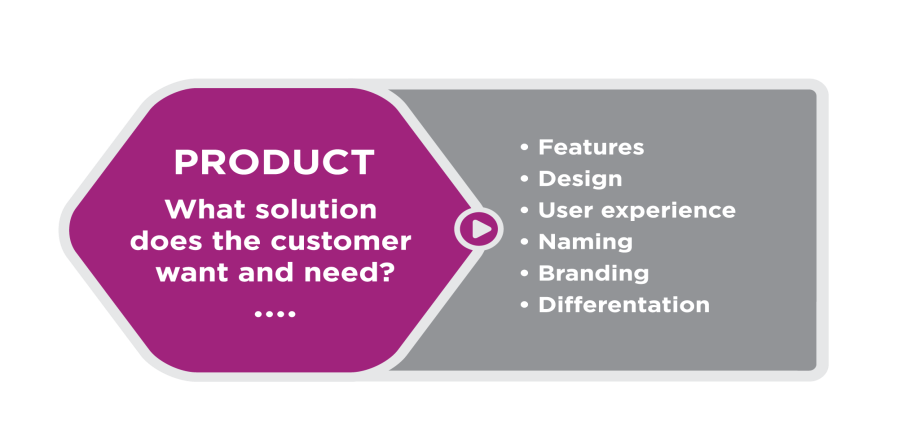 PRODUCT
What solution
does the customer
want and need?
....
• Features
• Design
• User experience
• Naming
• Branding
• Differentation